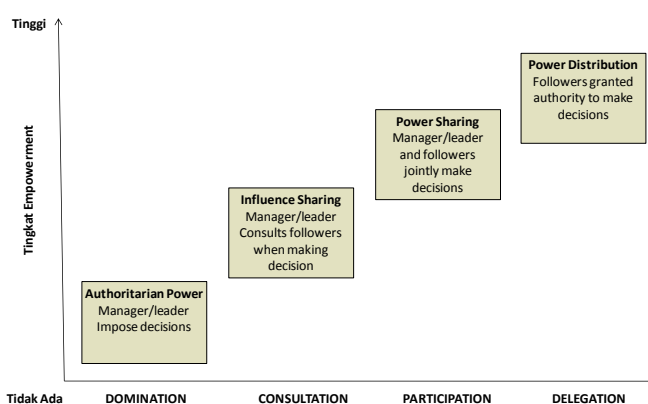 Tinggi
Power Distribution
Followers granted
authority to make
decisions
Power Sharing
Manager/leader
and followers
jointly make
decisions
Tingkat Empowerment
Influence Sharing
Manager/leader
Consults followers
when making
decision
Authoritarian Power
Manager/leader
Impose decisions
Tidak Ada
DOMINATION
CONSULTATION
PARTICIPATION
DELEGATION